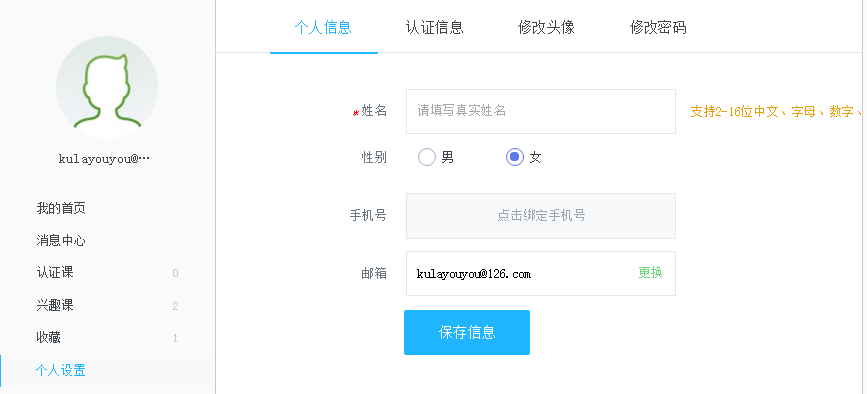 个人信息 认证信息 修改头像 修改密码
kulayouyou@…
我的首页
消息中心
认证课 0
兴趣课 2
收藏 1
个人设置
*姓名 请填写真实姓名 支持2-16位中文、字母、数字、
性别 男 女
手机号 点击绑定手机号
邮箱 kulayouyou@126.com 更换
保存信息